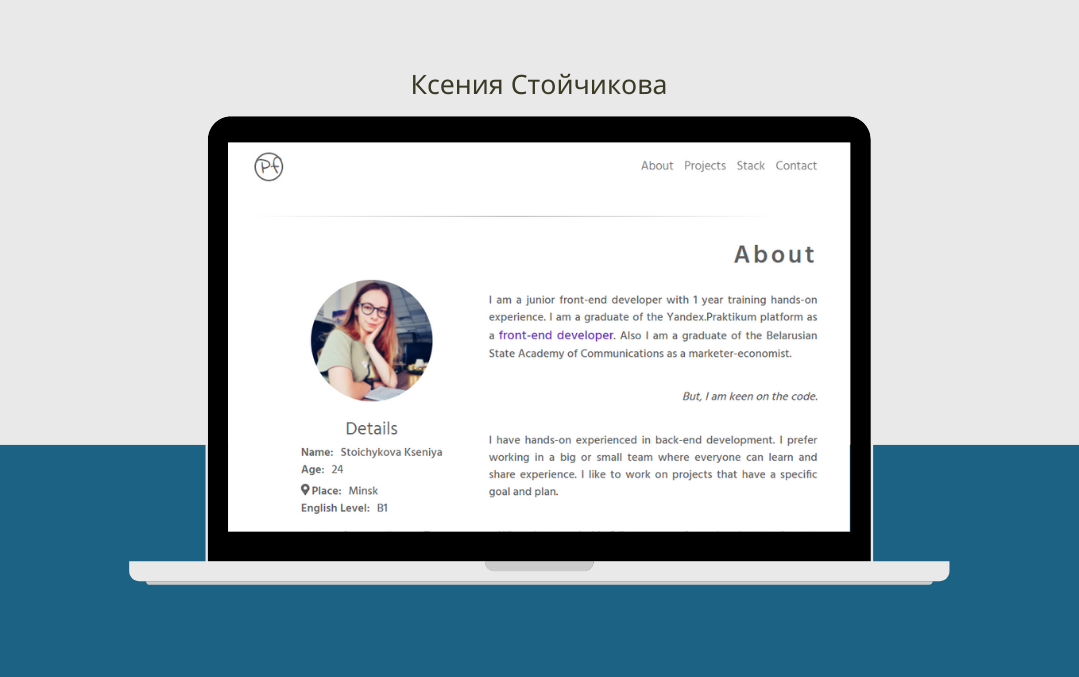 Ксения Стойчикова
Pf
About Projects Stack Contact
About
I am a junior front-end developer with 1 year training hands-on
experience. I am a graduate of the Yandex.Praktikum platform as
a front-end developer. Also I am a graduate of the Belarusian
State Academy of Communications as a marketer-economist.
But, I am keen on the code.
I have hands-on experienced in back-end development. I prefer
working in a big or small team where everyone can learn and
share experience. I like to work on projects that have a specific
goal and plan.
Details
Name: Stoichykova Kseniya
Age: 24
Place: Minsk
English Level: B1